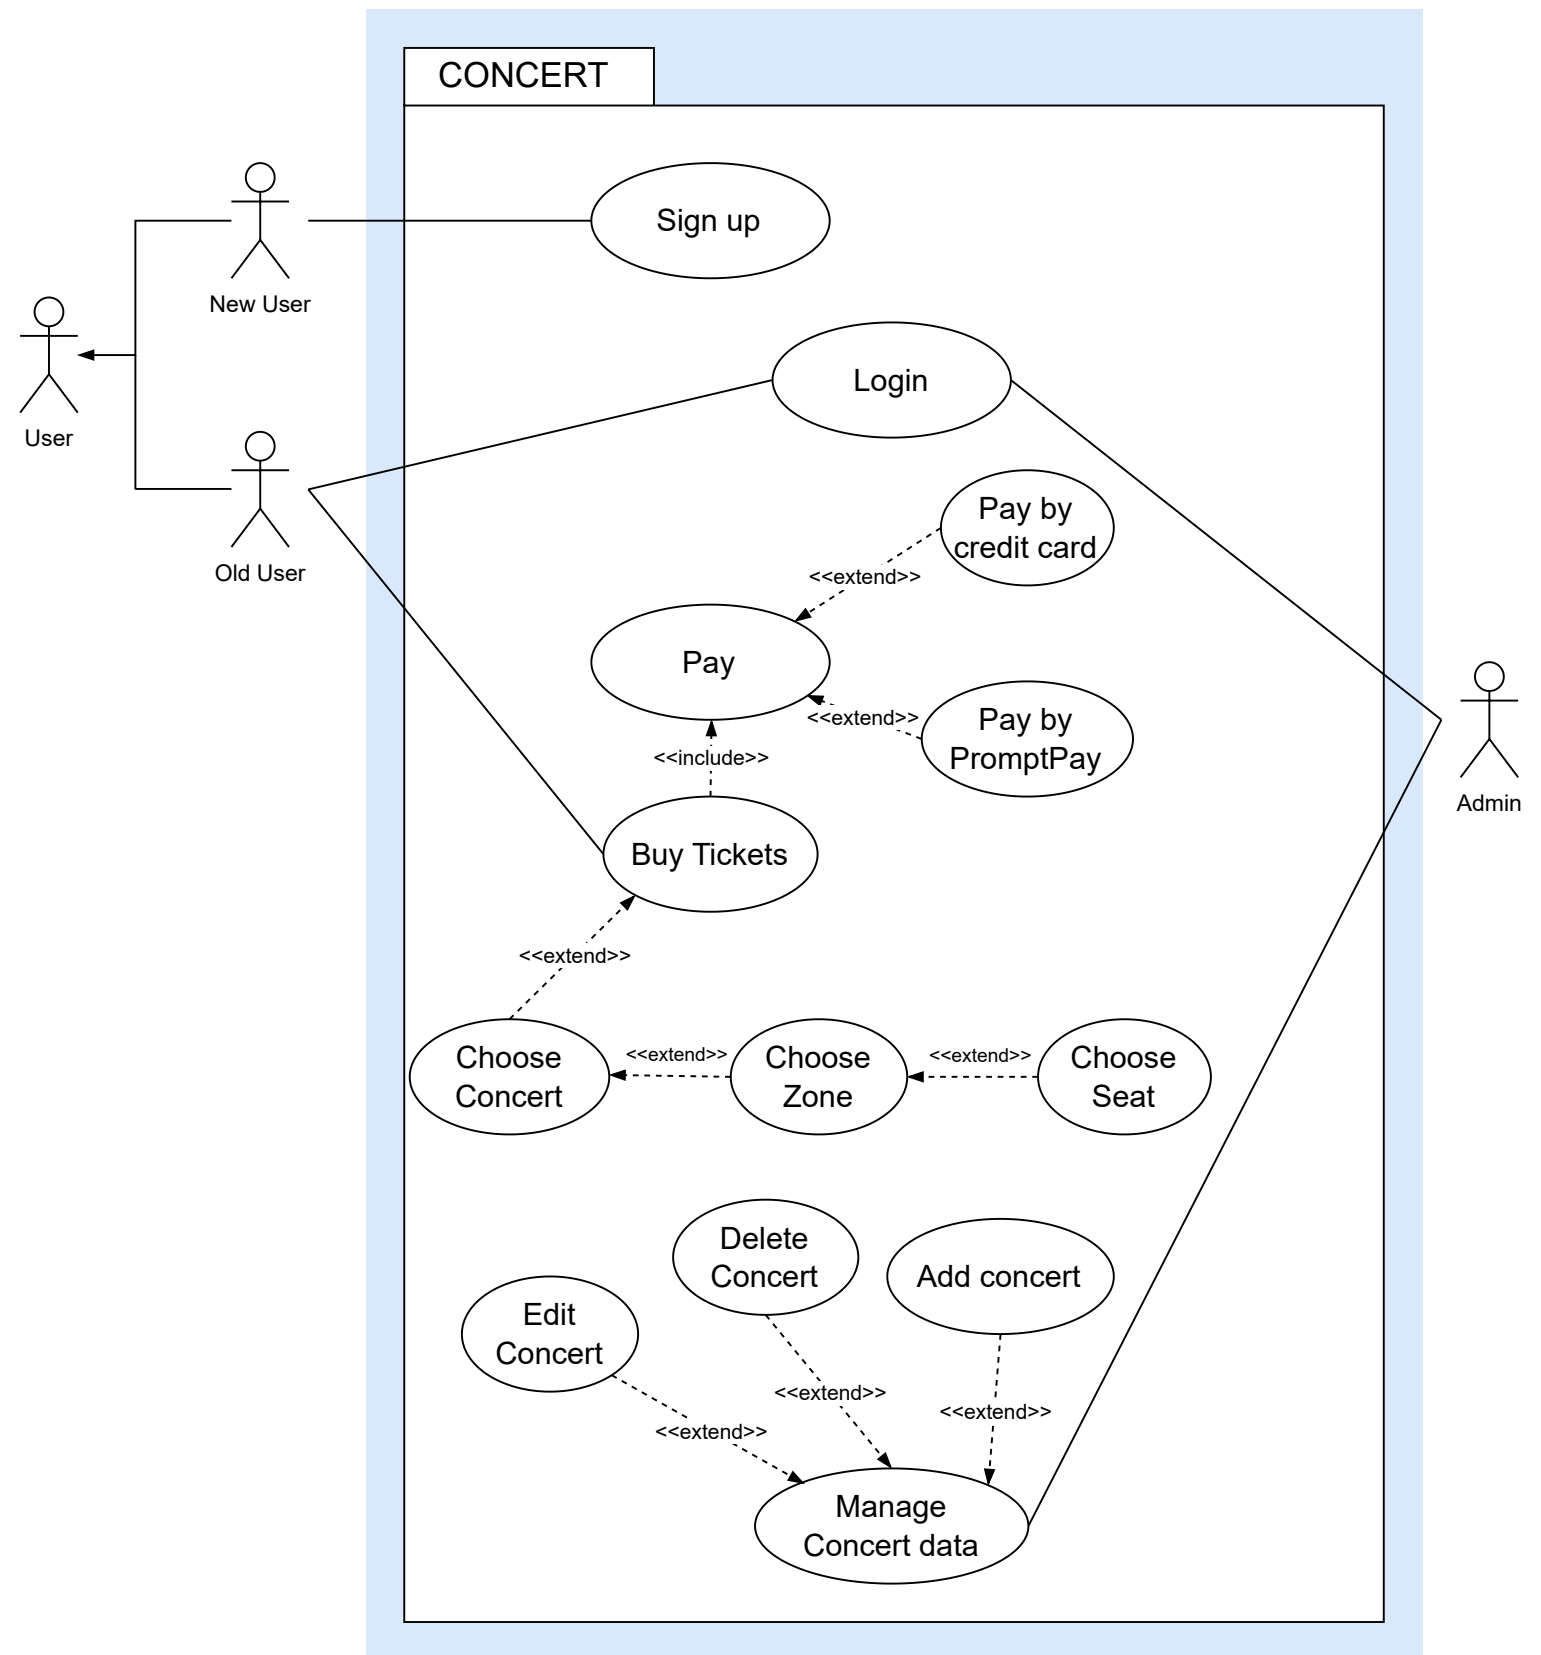 CONCERT
Sign up
New User
User
Login
Old User
Pay by
credit card
<<extend>>
Pay
Pay by
PromptPay
<<extend>>
<<include>>
Admin
Buy Tickets
<<extend>>
Choose
Concert
<<extend>>
Choose
Zone
<<extend>>
Choose
Seat
Delete
Concert
Add concert
Edit
Concert
<<extend>>
<<extend>>
<<extend>>
Manage
Concert data